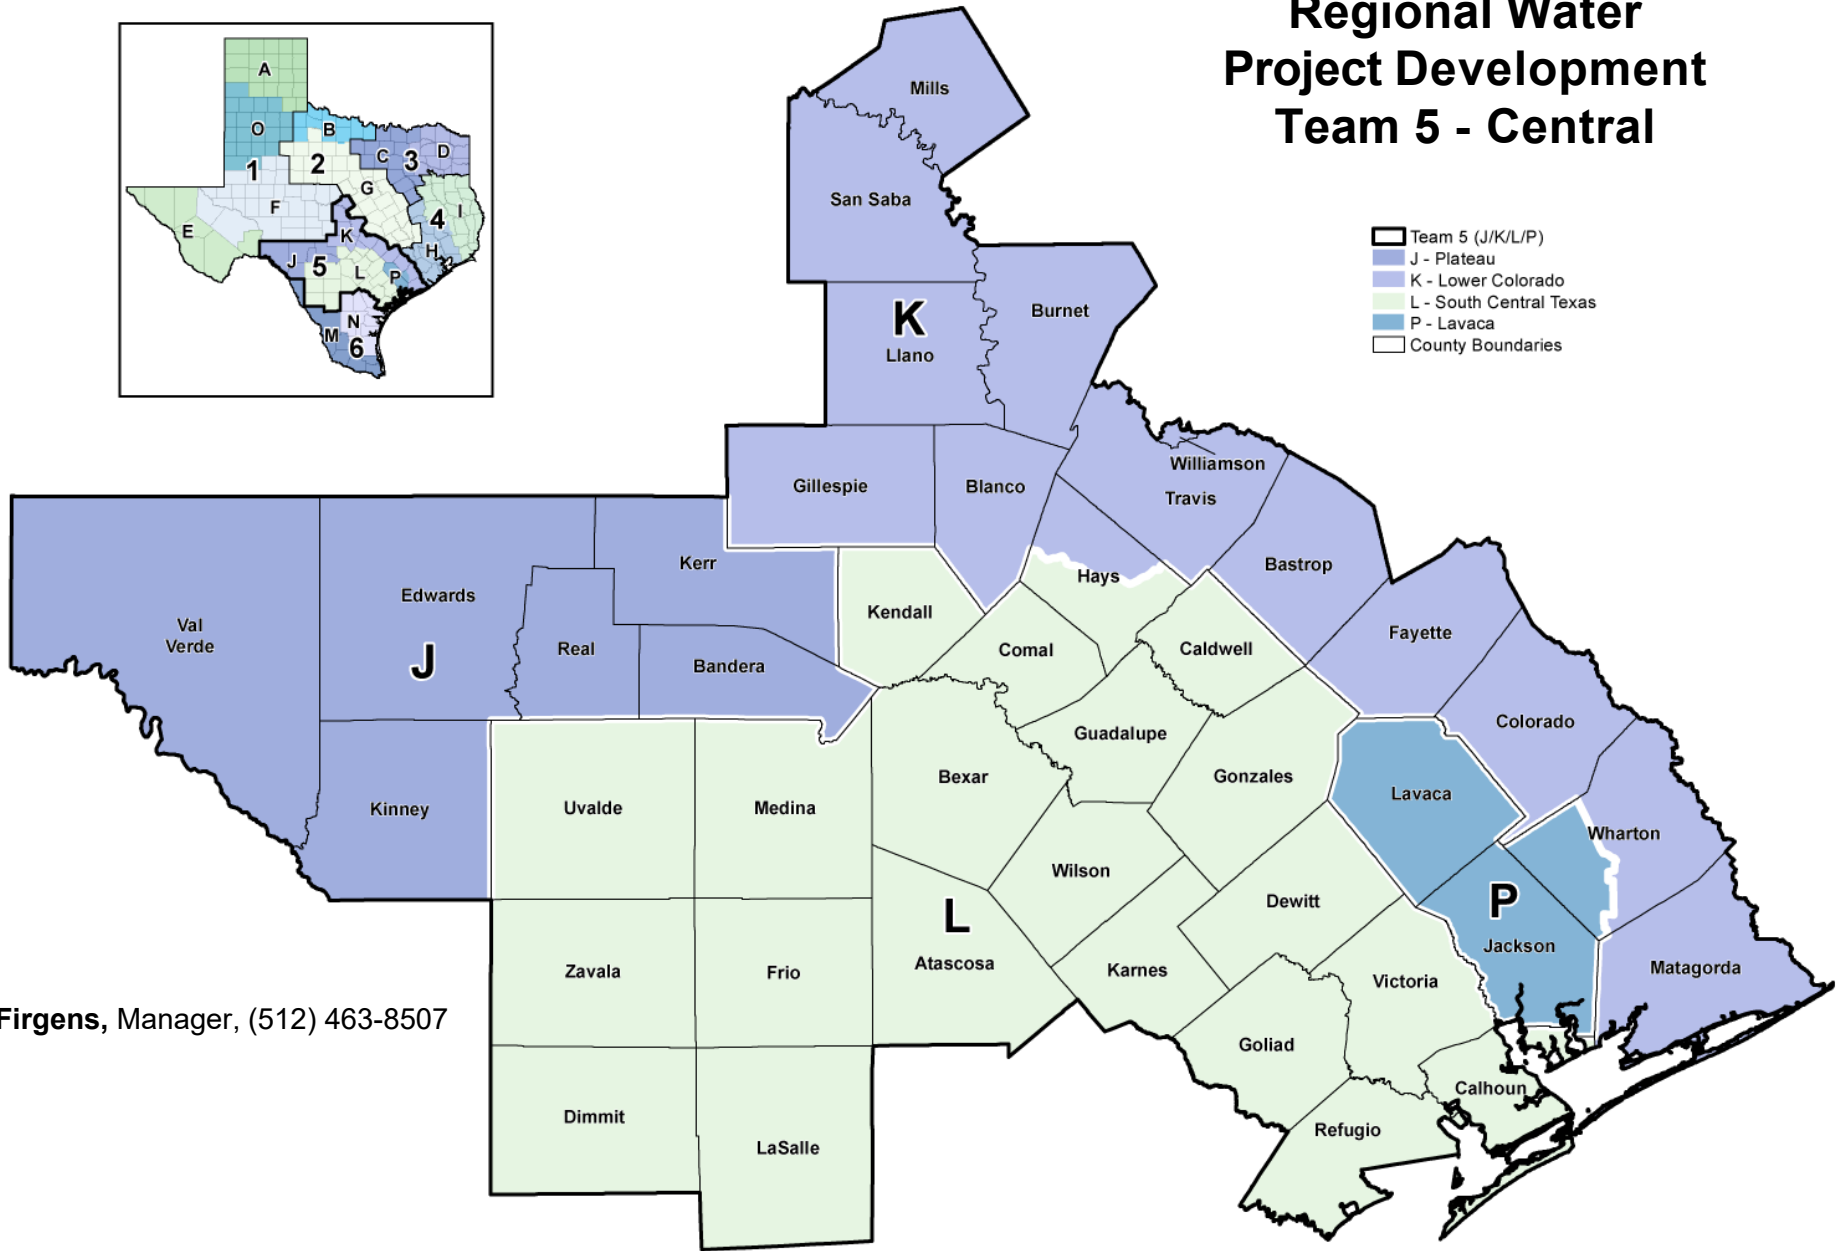 Regional Water
Project Development
Team 5 - Central
A
O
B
1
2
C
3
D
G
F
E
4
I
K
H
J
5
L
P
N
M
6
Team 5 (J/K/L/P)
J - Plateau
K - Lower Colorado
L - South Central Texas
P - Lavaca
County Boundaries
Mills
San Saba
K
Burnet
Llano
Williamson
Gillespie
Blanco
Travis
Kerr
Bastrop
Hays
Edwards
Kendall
Val
Verde
Fayette
Real
Comal
Caldwell
J
Bandera
Colorado
Guadalupe
Bexar
Gonzales
Lavaca
Kinney
Uvalde
Medina
Wharton
Wilson
Dewitt
P
L
Jackson
Atascosa
Zavala
Frio
Karnes
Victoria
Matagorda
Firgens, Manager, (512) 463-8507
Goliad
Calhoun
Dimmit
Refugio
LaSalle